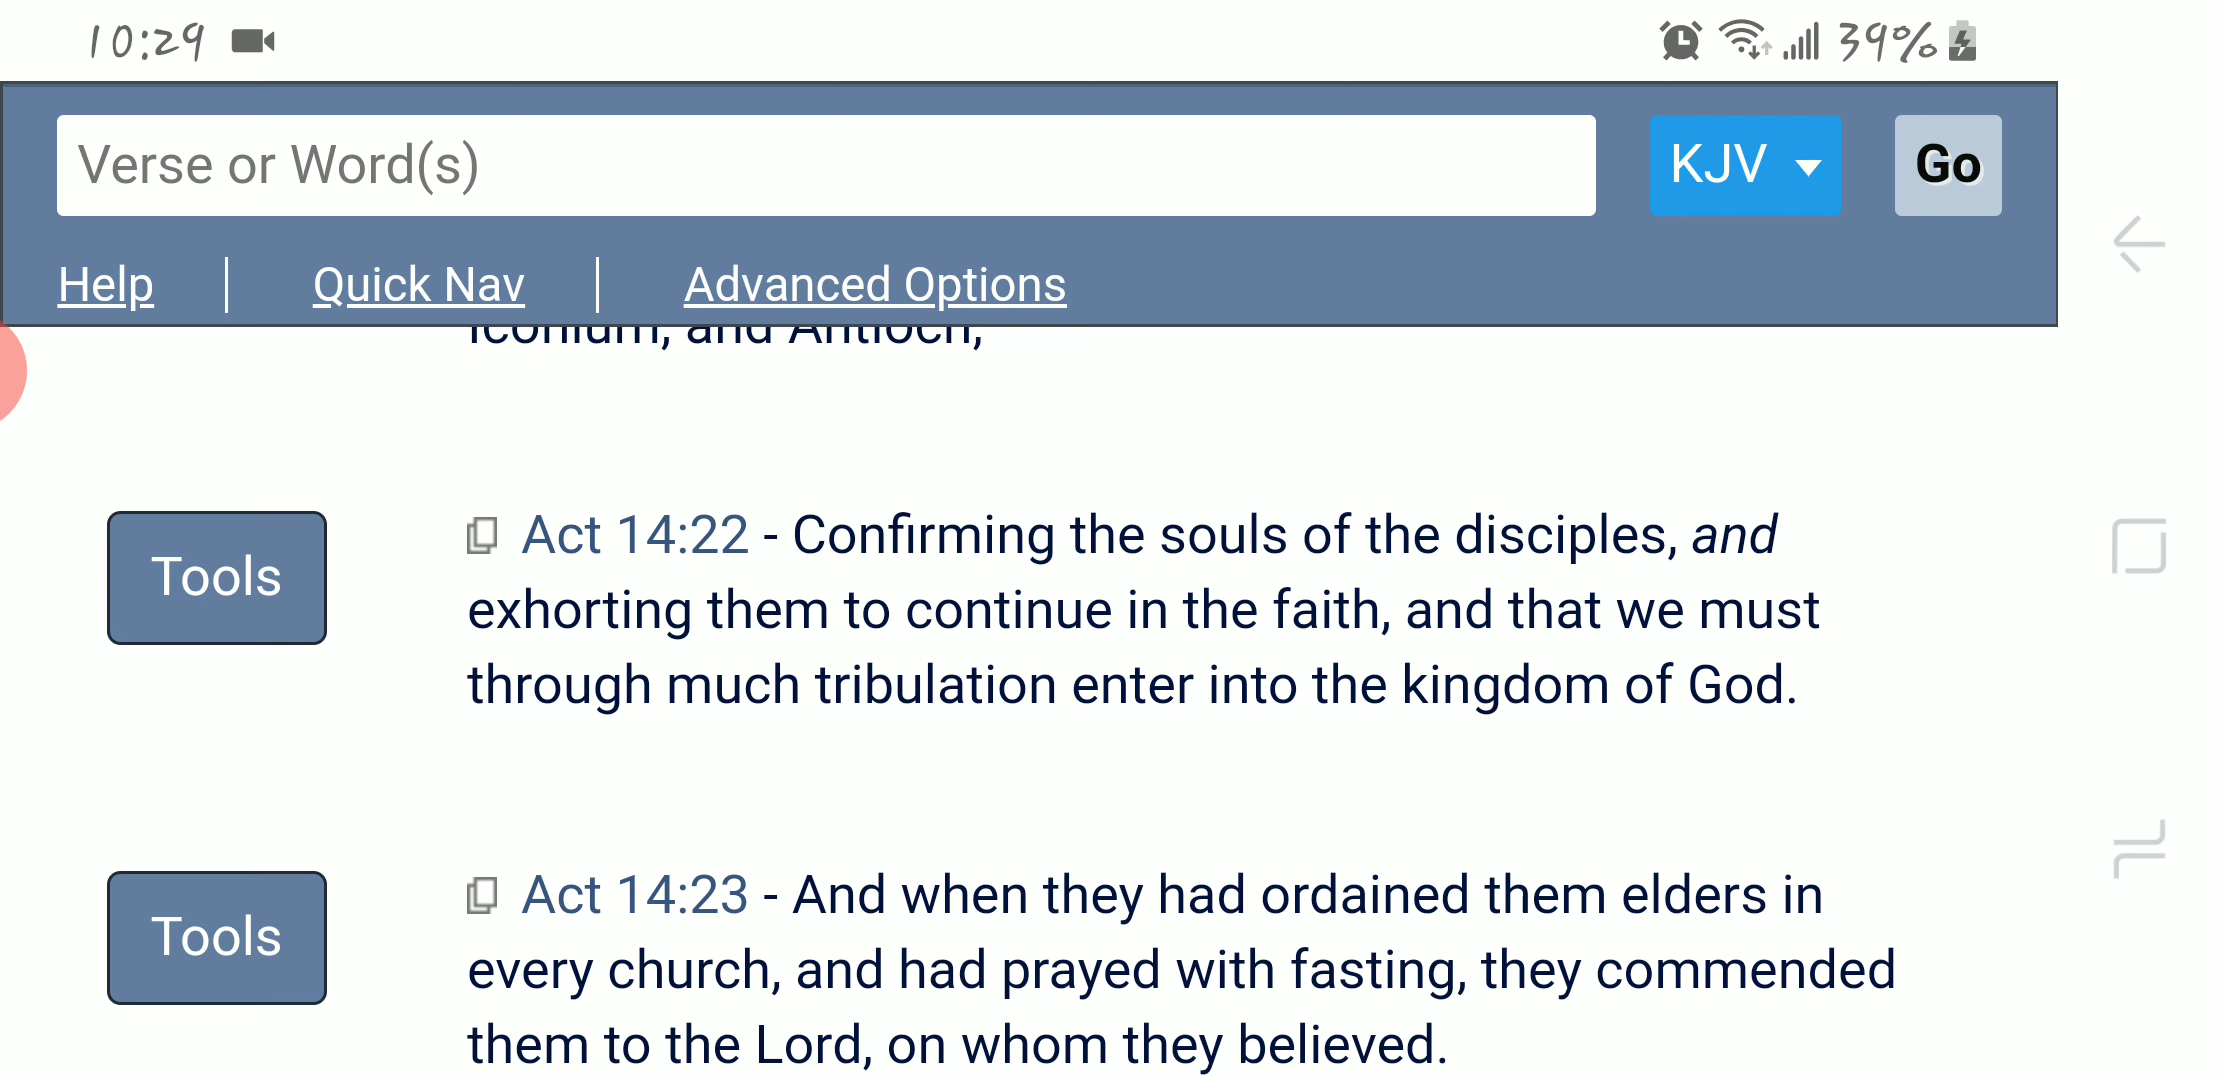 10:29
39%
Verse or Word(s)
KJV
Go
Help
Quick Nav
Advanced Options
Iconium, and Antioch,
Tools
Act 14:22 - Confirming the souls of the disciples, and
exhorting them to continue in the faith, and that we must
through much tribulation enter into the kingdom of God.
Tools
Act 14:23 - And when they had ordained them elders in
every church, and had prayed with fasting, they commended
them to the Lord, on whom they believed.